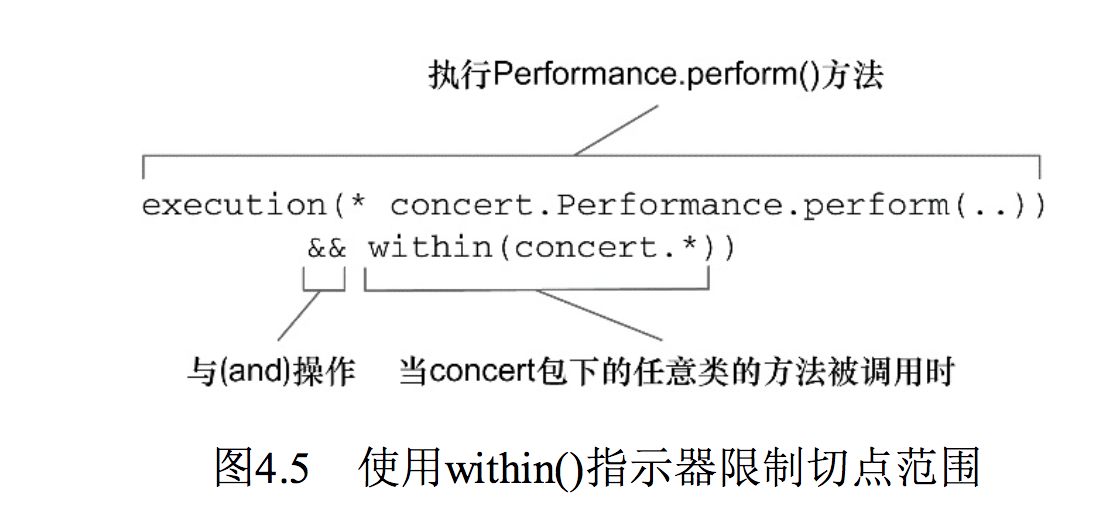 执行Performance.perform()方法
execution(* concert.Performance.perform(..))
&& within(concert.*))
与(and)操作 当concert包下的任意类的方法被调用时
图4.5 使用within()指示器限制切点范围